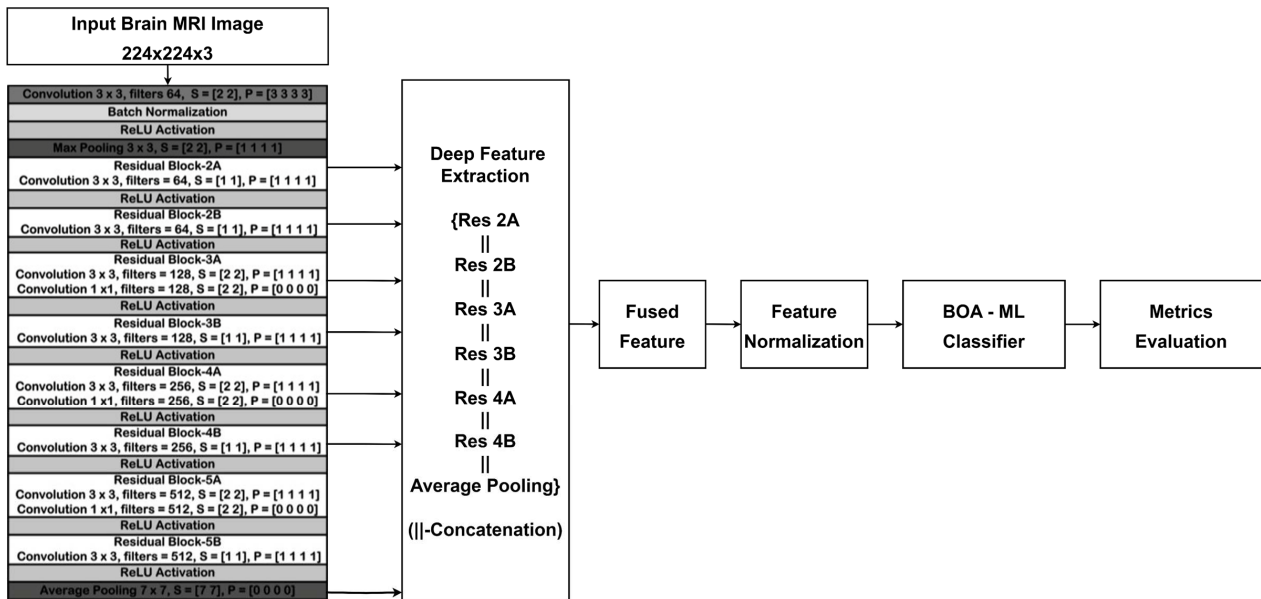 Input Brain MRI Image
224x224x3
Convolution 3 x 3, filters 64, S = [2 2], P = [3 3 3 3]
Batch Normalization
ReLU Activation
Max Pooling 3 x 3, S = [2 2], P = [1 1 1 1]
Residual Block-2A
Convolution 3 x 3, filters = 64, S = [1 1], P = [1 1 1 1]
ReLU Activation
Residual Block-2B
Convolution 3 x 3, filters = 64, S = [1 1], P = [1 1 1 1]
ReLU Activation
Residual Block-3A
Convolution 3 x 3, filters = 128, S = [2 2], P = [1 1 1 1]
Convolution 1 x1, filters = 128, S = [2 2], P = [0 0 0 0]
ReLU Activation
Residual Block-3B
Convolution 3 x 3, filters = 128, S = [1 1], P = [1 1 1 1]
ReLU Activation
Residual Block-4A
Convolution 3 x 3, filters = 256, S = [2 2], P = [1 1 1 1]
Convolution 1 x1, filters = 256, S = [2 2], P = [0 0 0 0]
ReLU Activation
Residual Block-4B
Convolution 3 x 3, filters = 256, S = [1 1], P = [1 1 1 1]
ReLU Activation
Residual Block-5A
Convolution 3 x 3, filters = 512, S = [2 2], P = [1 1 1 1]
Convolution 1 x1, filters = 512, S = [2 2], P = [0 0 0 0]
ReLU Activation
Residual Block-5B
Convolution 3 x 3, filters = 512, S = [1 1], P = [1 1 1 1]
ReLU Activation
Average Pooling 7 x 7, S = [7 7], P = [0 0 0 0]
Deep Feature
Extraction
{Res 2A
||
Res 2B
||
Res 3A
||
Res 3B
||
Res 4A
||
Res 4B
||
Average Pooling}
(||-Concatenation)
Fused
Feature
Feature
Normalization
BOA - ML
Classifier
Metrics
Evaluation